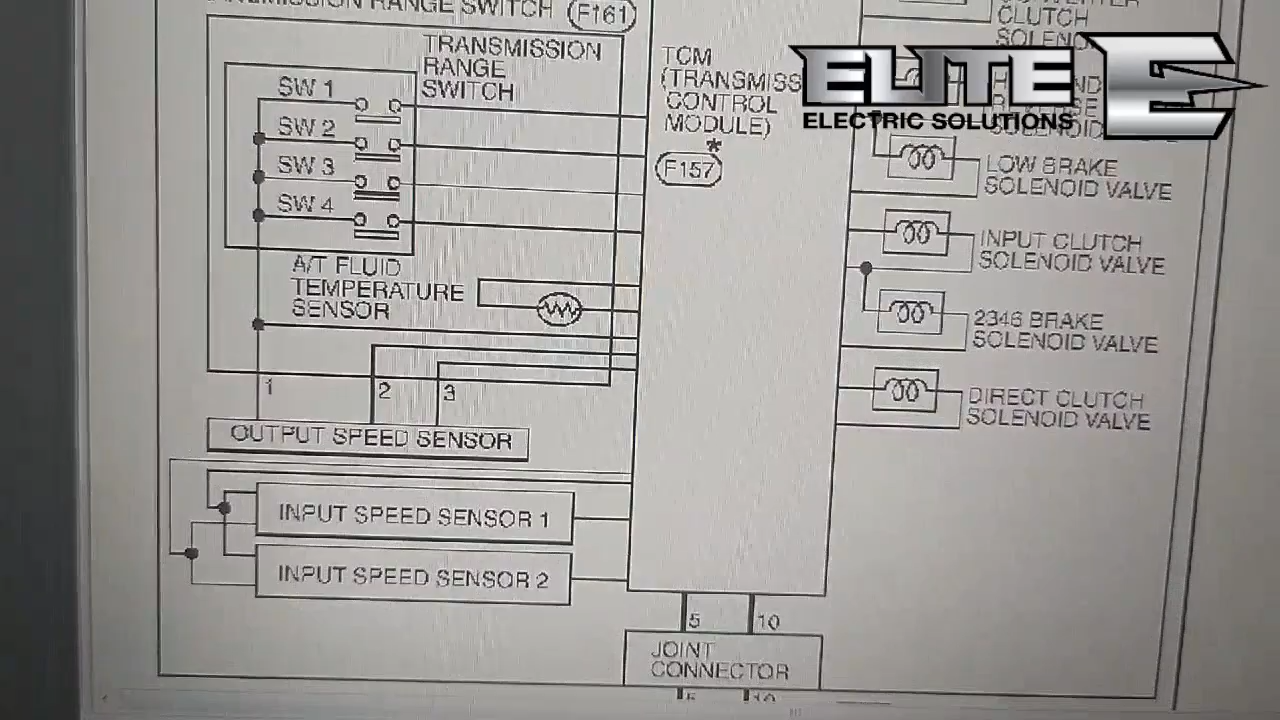 RANGE SWITCH
F161
TRANSMISSION
RANGE
SWITCH
SW 1
SW 2
SW 3
SW 4
A/T FLUID
TEMPERATURE
SENSOR
1
2
3
OUTPUT SPEED SENSOR
INPUT SPEED SENSOR 1
INPUT SPEED SENSOR 2
TCM
(TRANSMISS
CONTROL
MODULE)
*
F157
5
10
JOINT
CONNECTOR
CLUTCH
ELITE E
ELECTRIC SOLUTIONS
LOW BRAKE
SOLENOID VALVE
INPUT CLUTCH
SOLENOID VALVE
2346 BRAKE
SOLENOID VALVE
DIRECT CLUTCH
SOLENOID VALVE